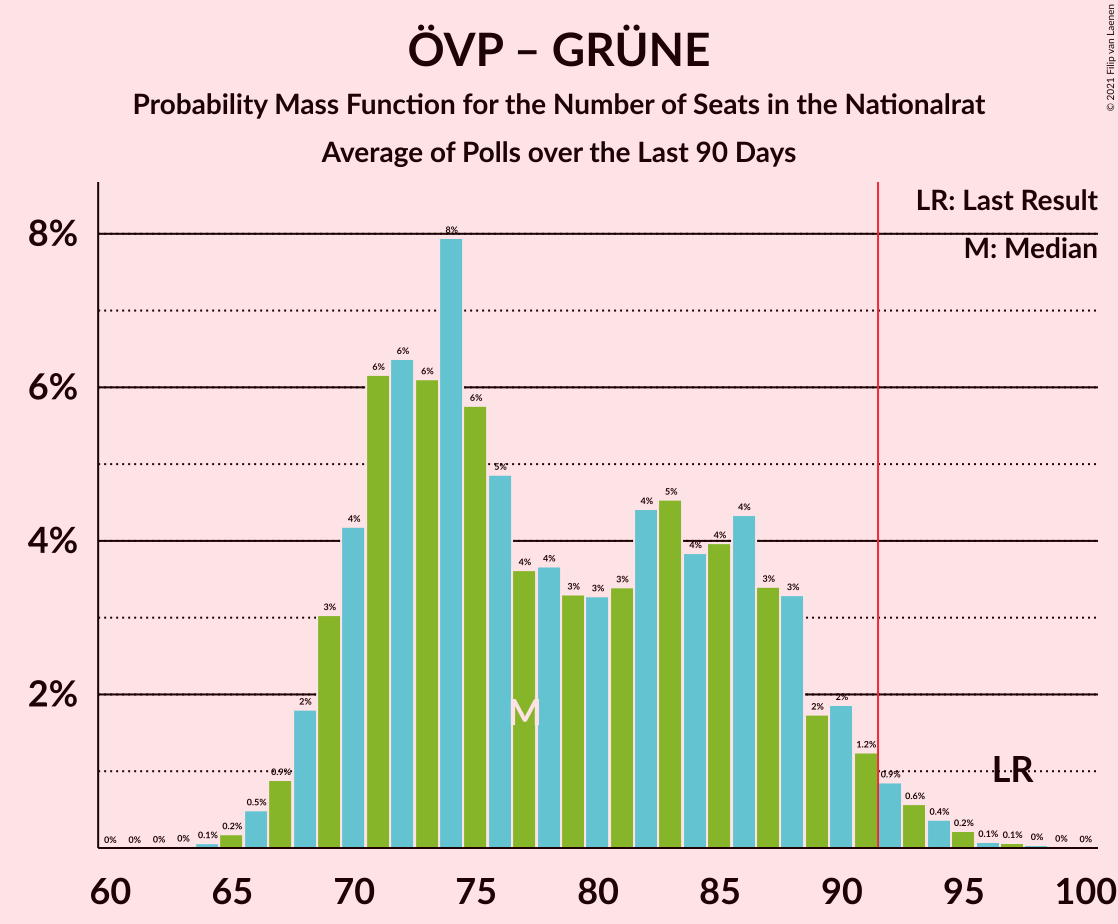 ÖVP – GRÜNE
Probability Mass Function for the Number of Seats in the Nationalrat
Average of Polls over the Last 90 Days
© 2021 Filip van Laenen
LR: Last Result
M: Median
8%
6%
4%
2%
0% 0% 0% 0% 0.1% 0.2% 0.5% 0.9% 2% 3% 4% 6% 6% 6% 8% 6% 5% 4% 4% 3% 3% 3% 4% 5% 4% 4% 4% 3% 3% 2% 2% 1.2% 0.9% 0.6% 0.4% 0.2% 0.1% 0.1% 0% 0% 0%
M
LR
60 65 70 75 80 85 90 95 100